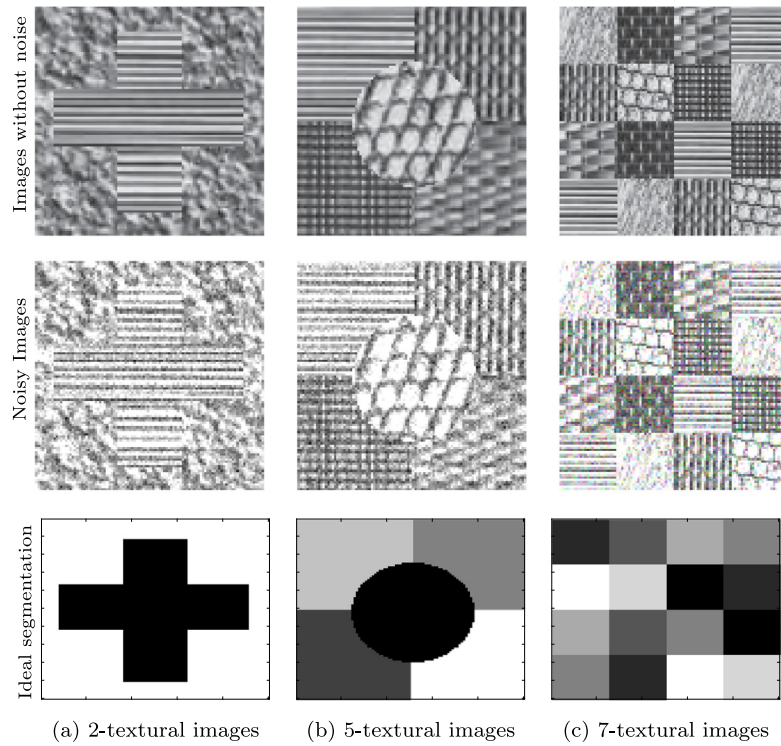 Images without noise
Noisy Images
Ideal segmentation
(a) 2-textural images
(b) 5-textural images
(c) 7-textural images